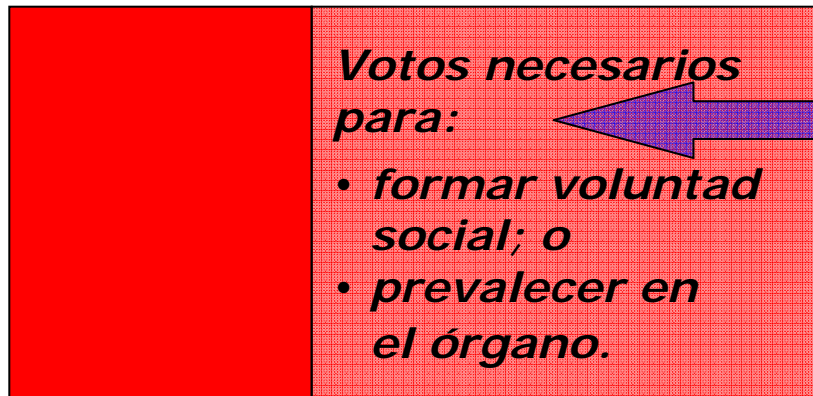 Votos necesarios
para:
• formar voluntad
social; o
• prevalecer en
el órgano.